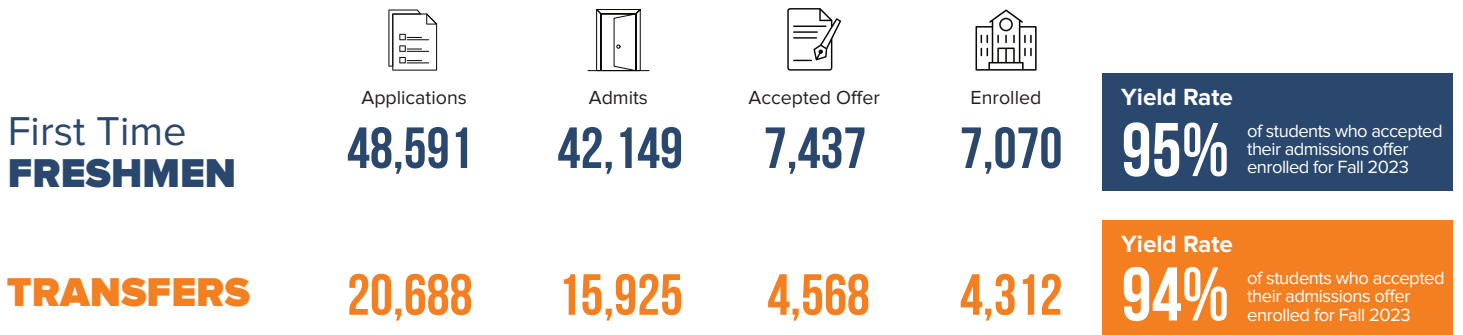 Applications Admits Accepted Offer Enrolled
First Time
FRESHMEN
48,591 42,149 7,437 7,070
Yield Rate
95%
of students who accepted
their admissions offer
enrolled for Fall 2023
TRANSFERS
20,688 15,925 4,568 4,312
Yield Rate
94%
of students who accepted
their admissions offer
enrolled for Fall 2023